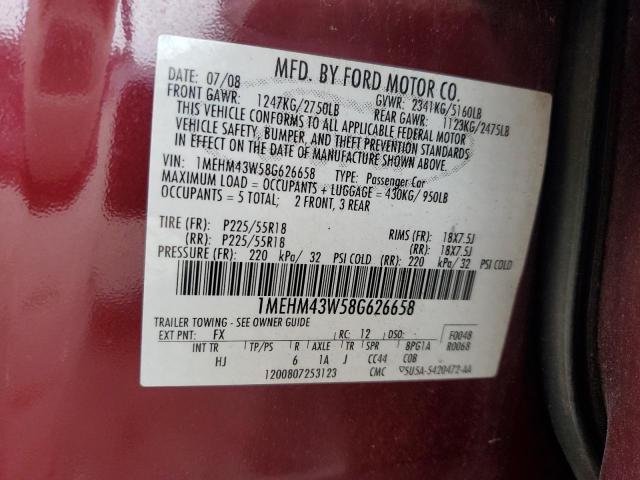 MFD. BY FORD MOTOR CO.
DATE: 07/08 GVWR: 2341KG/5160LB
FRONT GAWR: 1247KG/2750LB REAR GAWR: 1123KG/2475LB
THIS VEHICLE CONFORMS TO ALL APPLICABLE FEDERAL MOTOR
VEHICLE SAFETY, BUMPER, AND THEFT PREVENTION STANDARDS
IN EFFECT ON THE DATE OF MANUFACTURE SHOWN ABOVE.
VIN: 1MEHM43W58G626658 TYPE: Passenger Car
MAXIMUM LOAD = OCCUPANTS + LUGGAGE = 430KG/ 950LB
OCCUPANTS = 5 TOTAL; 2 FRONT, 3 REAR
TIRE (FR): P225/55R18 RIMS (FR): 18X7.5J
(RR): P225/55R18 (RR): 18X7.5J
PRESSURE (FR): 220 kPa/ 32 PSI COLD (RR): 220 kPa/32 PSI COLD
1MEHM43W58G626658
TRAILER TOWING - SEE OWNER GUIDE
EXT PNT: FX RC: 12 DSO: F0048
INT TR TP/PS R AXLE TR SPR BPG1A R0068
HJ 6 1A J CC44 COB
1200807253123 CMC 5U5A-5420472-AA